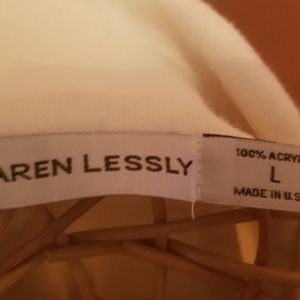 AREN LESSLY
100% ACRY
L
MADE IN U.S